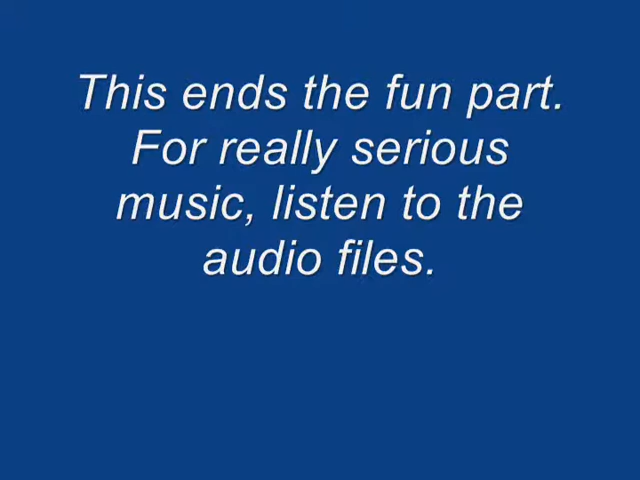 This ends the fun part.
For really serious
music, listen to the
audio files.